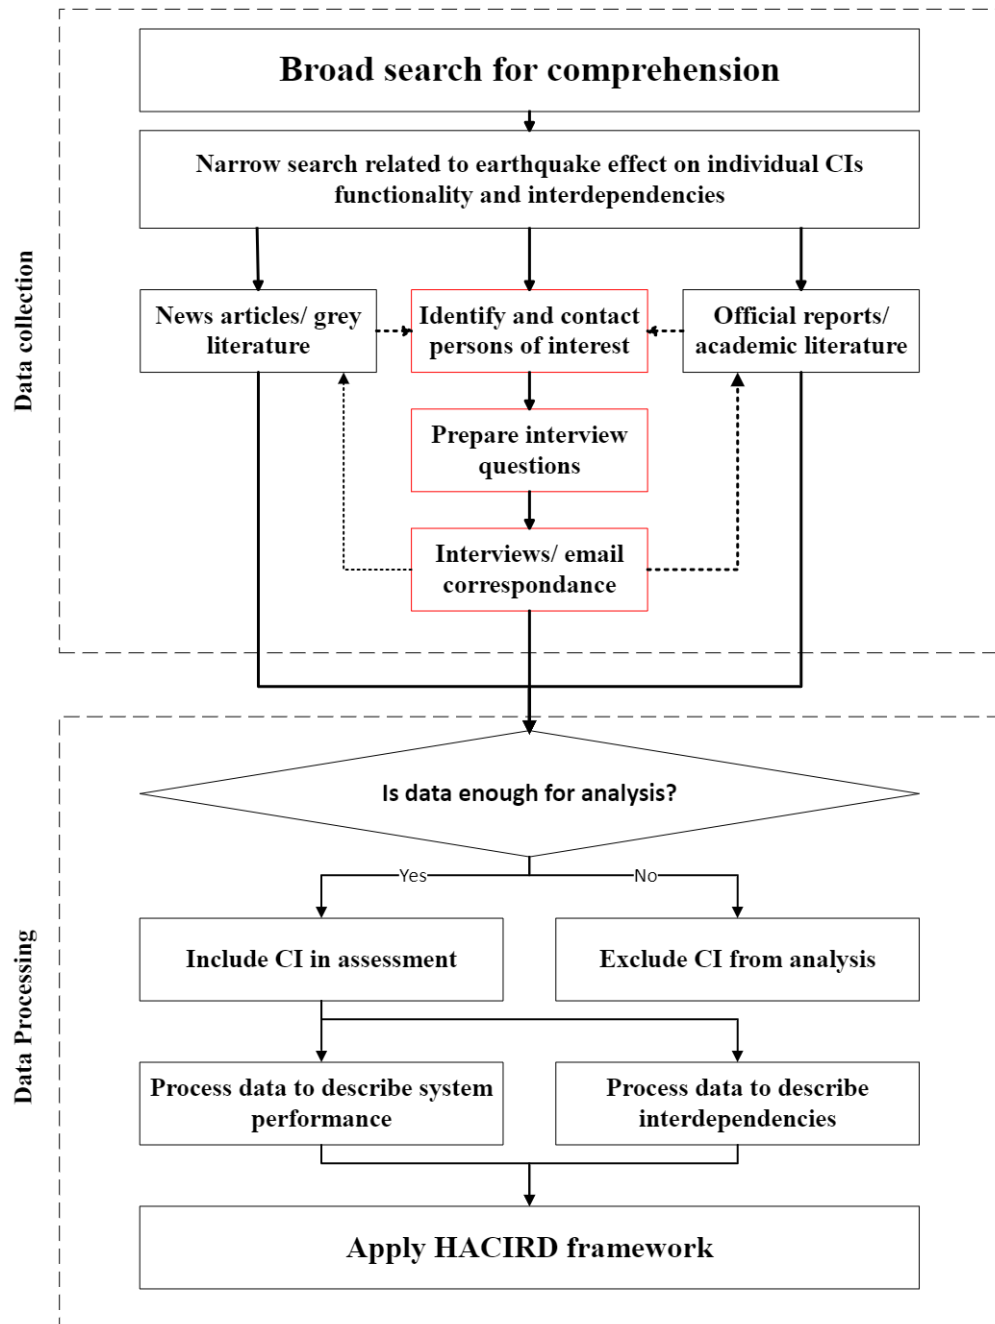 Broad search for comprehension
Narrow search related to earthquake effect on individual CIs
functionality and interdependencies
Data collection
News articles/ grey
literature
Identify and contact
persons of interest
Official reports/
academic literature
Prepare interview
questions
Interviews/ email
correspondance
Is data enough for analysis?
Yes
No
Data Processing
Include CI in assessment
Exclude CI from analysis
Process data to describe system
performance
Process data to describe
interdependencies
Apply HACIRD framework